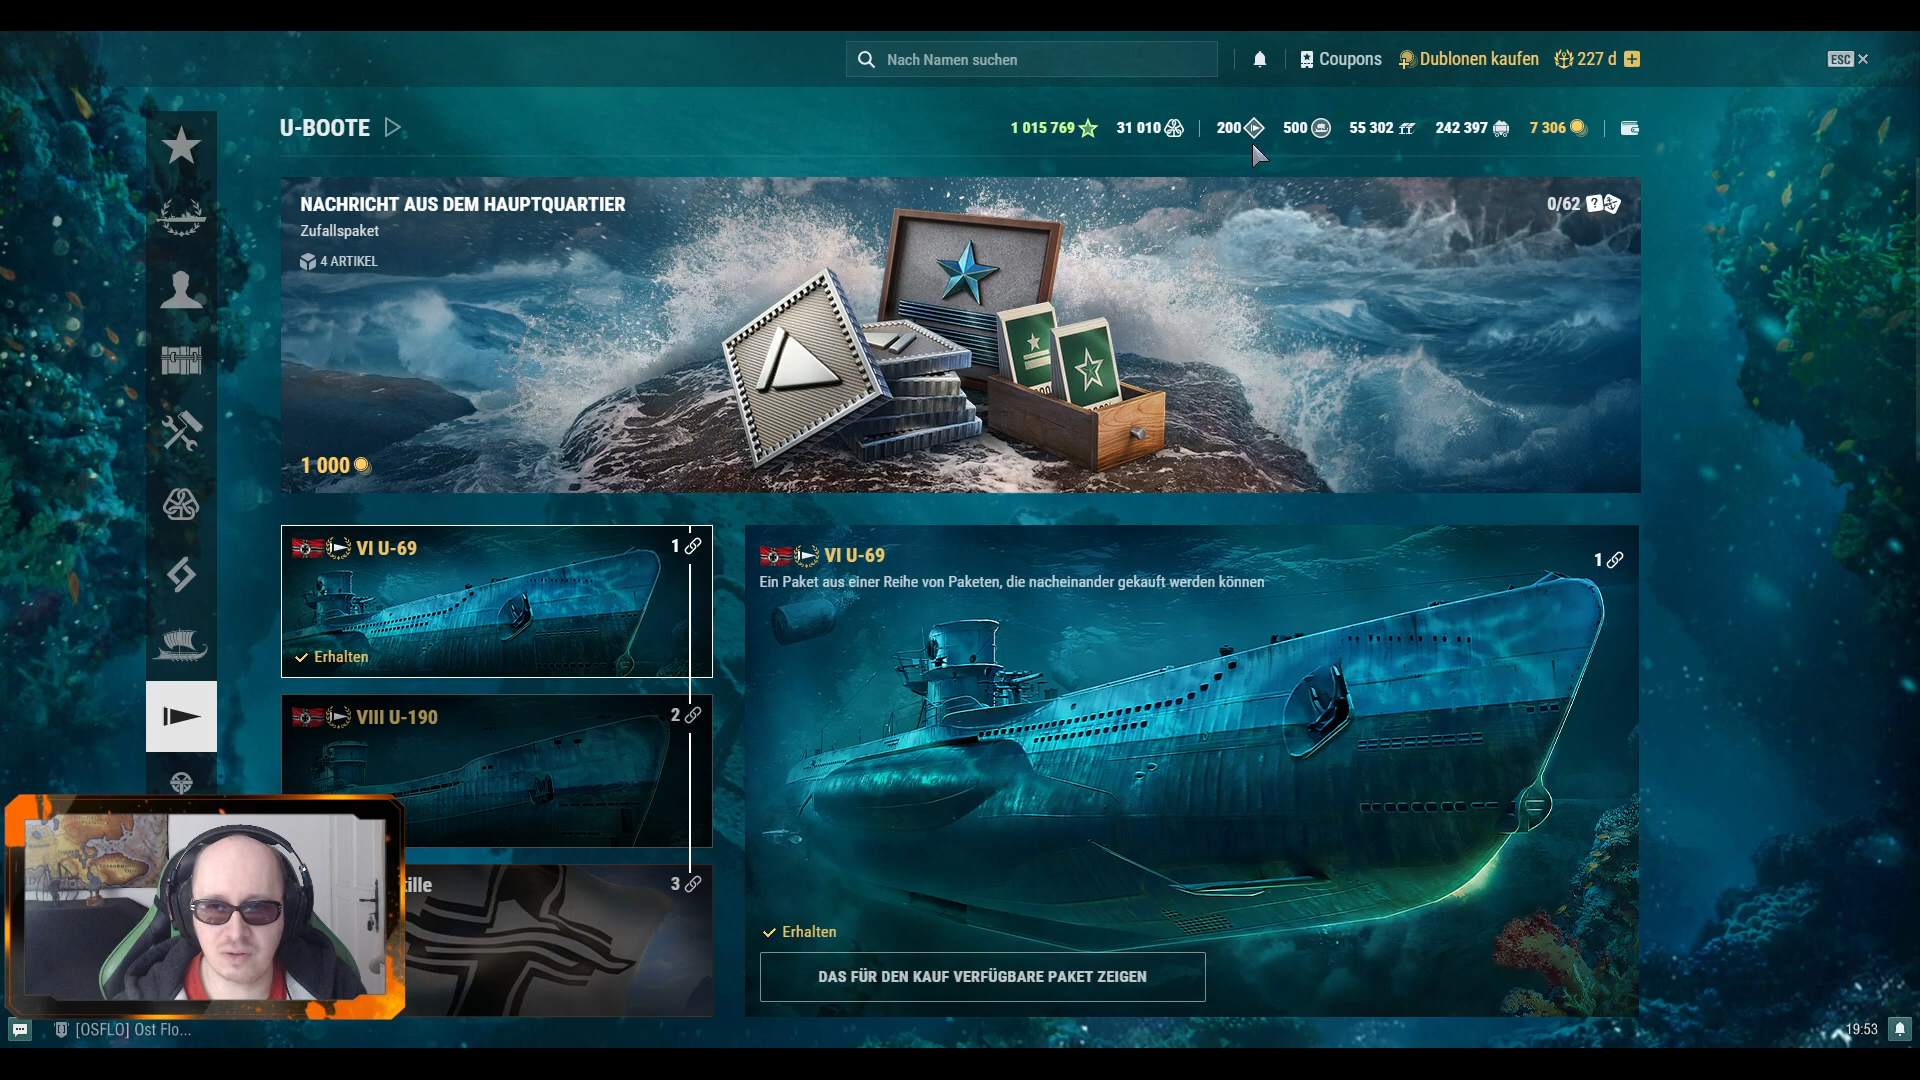 Nach Namen suchen
Coupons
Dublonen kaufen
227 d
ESC
U-BOOTE
1 015 769
31 010
200
500
55 302
242 397
7 306
NACHRICHT AUS DEM HAUPTQUARTIER
Zufallspaket
4 ARTIKEL
0/62
1 000
VI U-69
1
Erhalten
VIII U-190
2
3
VI U-69
1
Ein Paket aus einer Reihe von Paketen, die nacheinander gekauft werden können
Erhalten
DAS FÜR DEN KAUF VERFÜGBARE PAKET ZEIGEN
[OSFLO] Ost Flo...
19:53